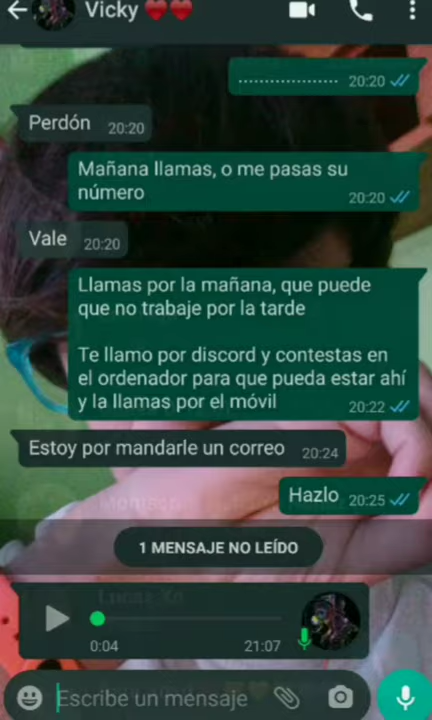 Vicky ❤️❤️
................... 20:20
Perdón 20:20
Mañana llamas, o me pasas su
número 20:20
Vale 20:20
Llamas por la mañana, que puede
que no trabaje por la tarde
Te llamo por discord y contestas en
el ordenador para que pueda estar ahí
y la llamas por el móvil 20:22
Estoy por mandarle un correo 20:24
Hazlo 20:25
1 MENSAJE NO LEÍDO
0:04 21:07
Escribe un mensaje